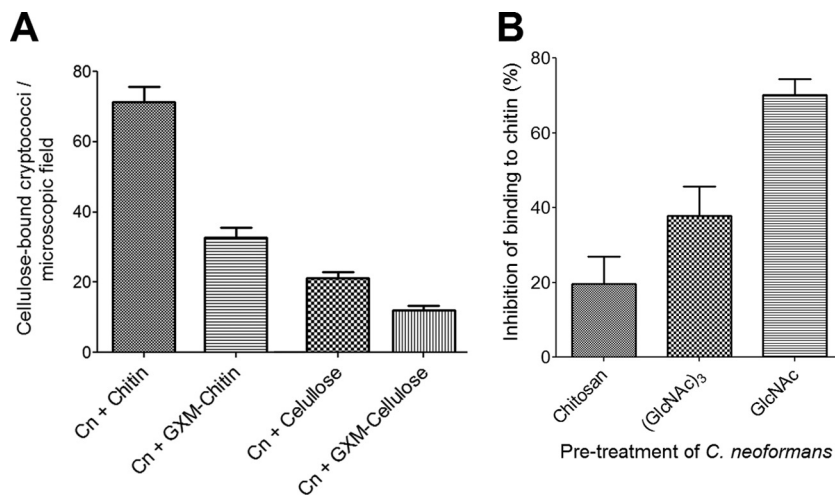 A
Cellulose-bound cryptococci /
microscopic field
80
60
40
20
0
Cn + Chitin
Cn + GXM-Chitin
Cn + Celullose
Cn + GXM-Cellulose
B
Inhibition of binding to chitin (%)
80
60
40
20
0
Chitosan
(GlcNAc)₃
GlcNAc
Pre-treatment of C. neoformans